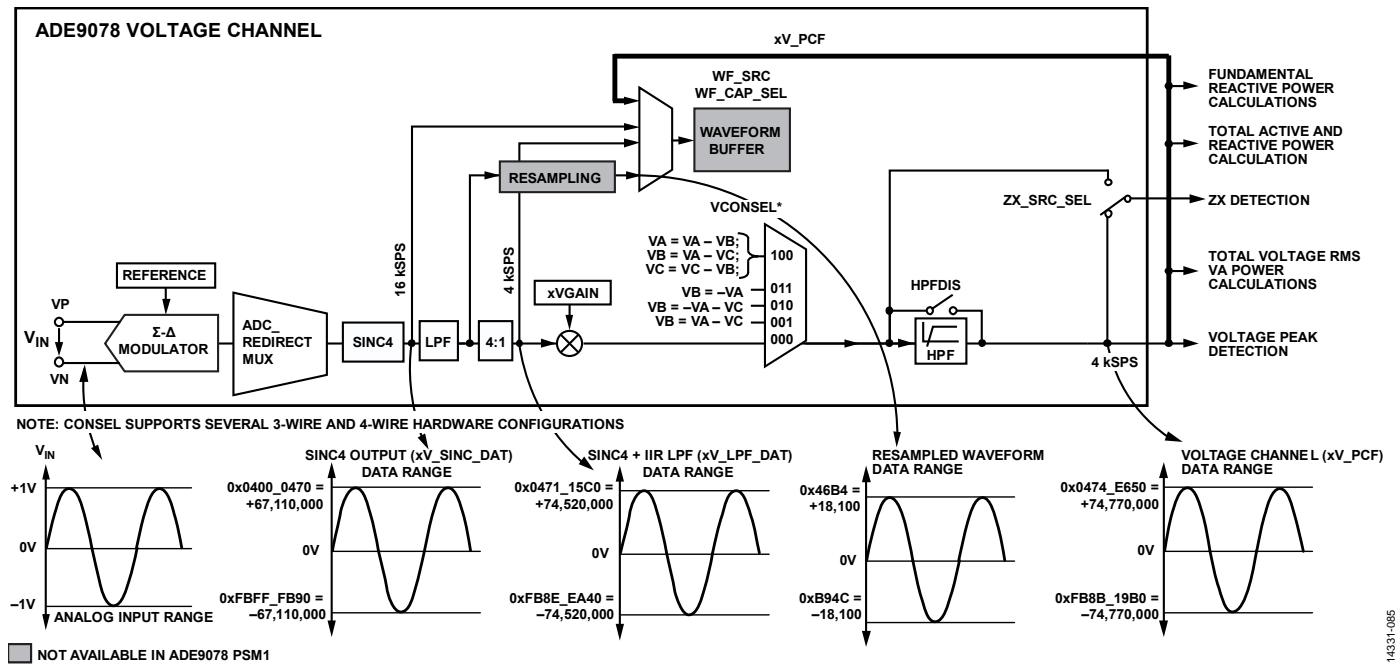 ADE9078 VOLTAGE CHANNEL
xV_PCF
WF_SRC
WF_CAP_SEL
WAVEFORM
BUFFER
RESAMPLING
FUNDAMENTAL
REACTIVE POWER
CALCULATIONS
TOTAL ACTIVE AND
REACTIVE POWER
CALCULATION
ZX_SRC_SEL
ZX DETECTION
VCONSEL*
VA = VA – VB;
VB = VA – VC;
VC = VC – VB;
100
VB = –VA
011
VB = –VA – VC
010
VB = VA – VC
001
000
TOTAL VOLTAGE RMS
VA POWER
CALCULATIONS
REFERENCE
16 kSPS
4 kSPS
xVGAIN
HPFDIS
VP
VIN
VN
Σ-Δ
MODULATOR
ADC_
REDIRECT
MUX
SINC4
LPF
4:1
HPF
4 kSPS
VOLTAGE PEAK
DETECTION
NOTE: CONSEL SUPPORTS SEVERAL 3-WIRE AND 4-WIRE HARDWARE CONFIGURATIONS
VIN
+1V
0V
–1V
ANALOG INPUT RANGE
SINC4 OUTPUT (xV_SINC_DAT)
DATA RANGE
0x0400_0470 =
+67,110,000
0V
0xFBFF_FB90 =
–67,110,000
SINC4 + IIR LPF (xV_LPF_DAT)
DATA RANGE
0x0471_15C0 =
+74,520,000
0V
0xFB8E_EA40 =
–74,520,000
RESAMPLED WAVEFORM
DATA RANGE
0x46B4 =
+18,100
0V
0xB94C =
–18,100
VOLTAGE CHANNEL (xV_PCF)
DATA RANGE
0x0474_E650 =
+74,770,000
0V
0xFB8B_19B0 =
–74,770,000
NOT AVAILABLE IN ADE9078 PSM1
14331-085